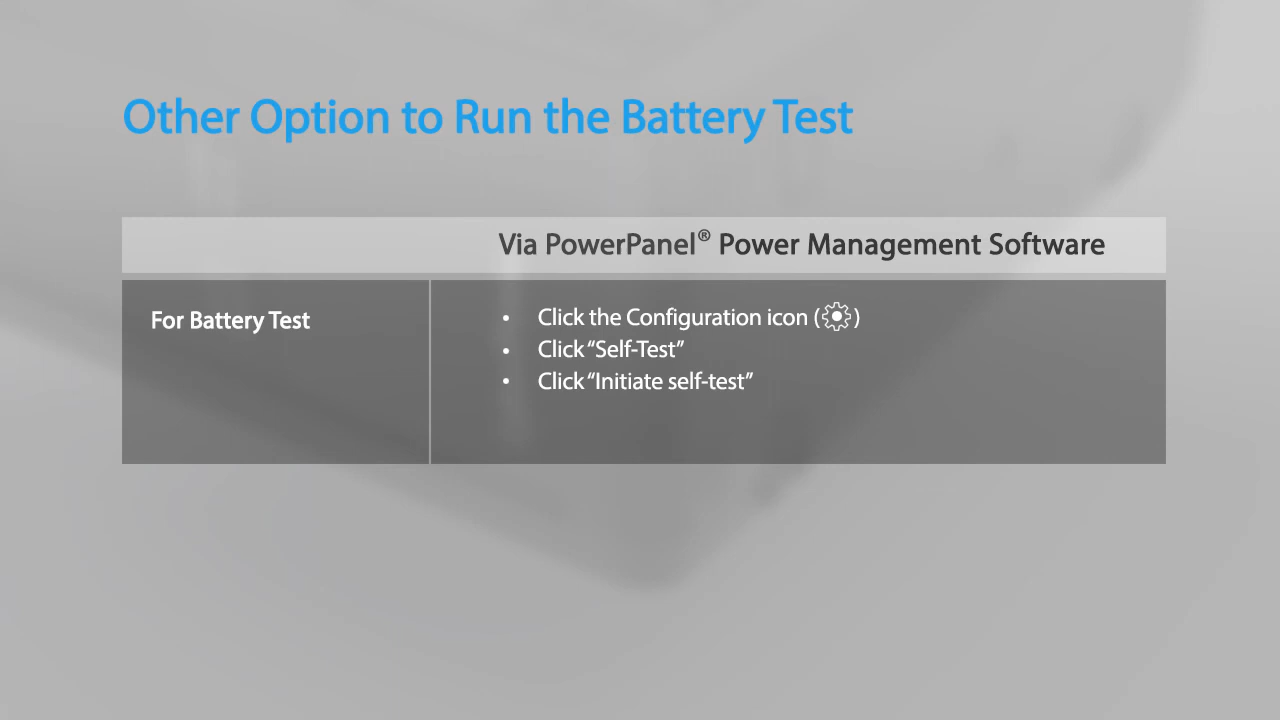 Other Option to Run the Battery Test
Via PowerPanel® Power Management Software
For Battery Test
• Click the Configuration icon (⚙)
• Click “Self-Test”
• Click “Initiate self-test”